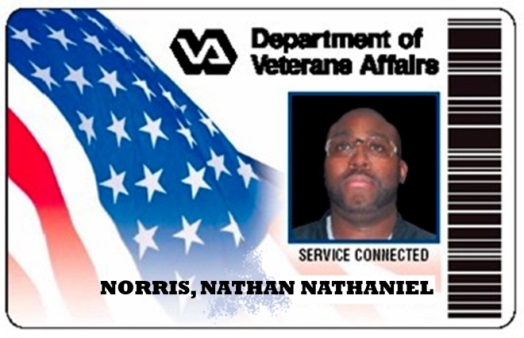 VA
Department of
Veterans Affairs
SERVICE CONNECTED
NORRIS, NATHAN NATHANIEL